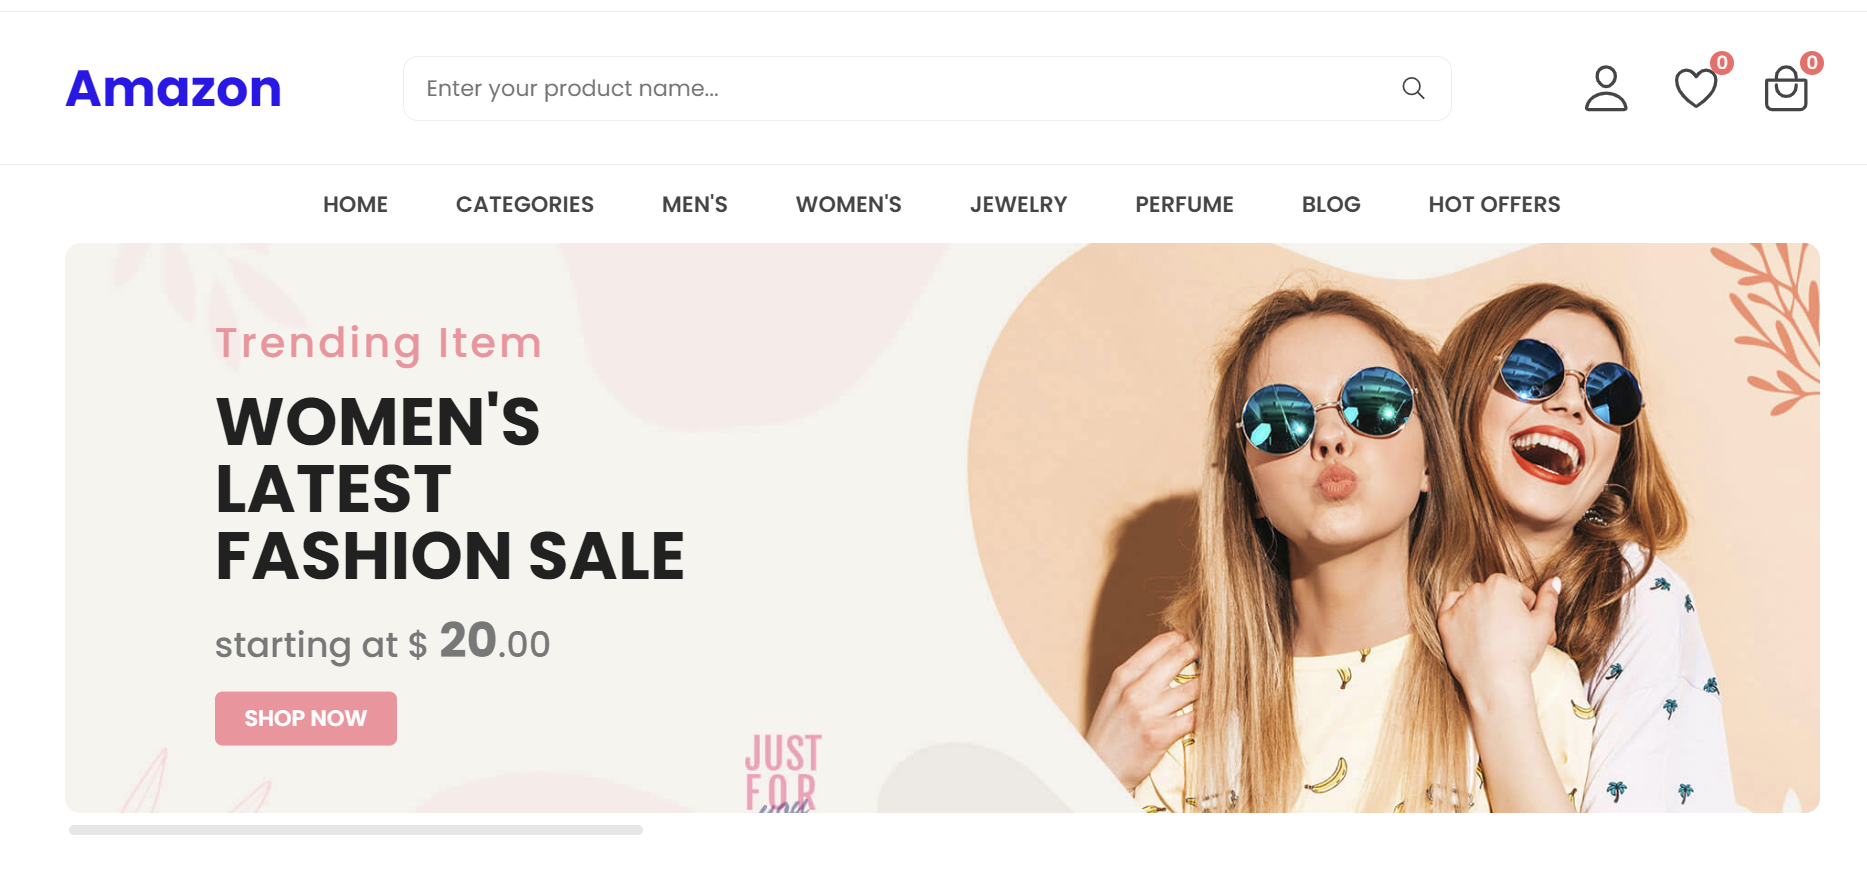 Amazon
Enter your product name...
0
0
HOME CATEGORIES MEN'S WOMEN'S JEWELRY PERFUME BLOG HOT OFFERS
Trending Item
WOMEN'S
LATEST
FASHION SALE
starting at $ 20.00
SHOP NOW
JUST
FOR
you